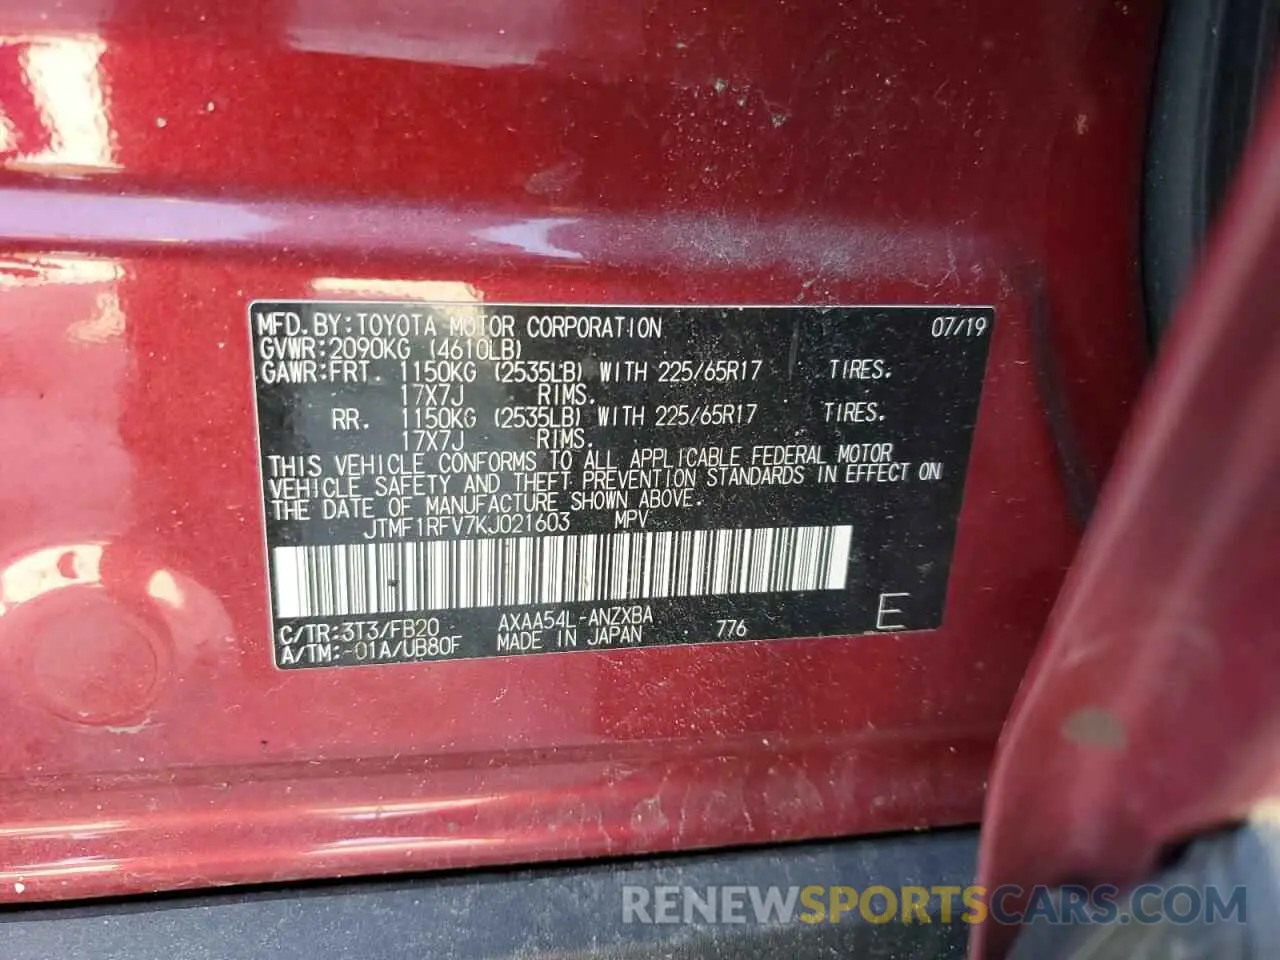 MFD.BY:TOYOTA MOTOR CORPORATION 07/19
GVWR:2090KG (4610LB)
GAWR:FRT. 1150KG (2535LB) WITH 225/65R17 TIRES.
17X7J RIMS.
RR. 1150KG (2535LB) WITH 225/65R17 TIRES.
17X7J RIMS.
THIS VEHICLE CONFORMS TO ALL APPLICABLE FEDERAL MOTOR
VEHICLE SAFETY AND THEFT PREVENTION STANDARDS IN EFFECT ON
THE DATE OF MANUFACTURE SHOWN ABOVE.
JTMF1RFV7KJ021603 MPV
C/TR:3T3/FB20 AXAA54L-ANZXBA
A/TM:-01A/UB80F MADE IN JAPAN 776 E
RENEWSPORTSCARS.COM